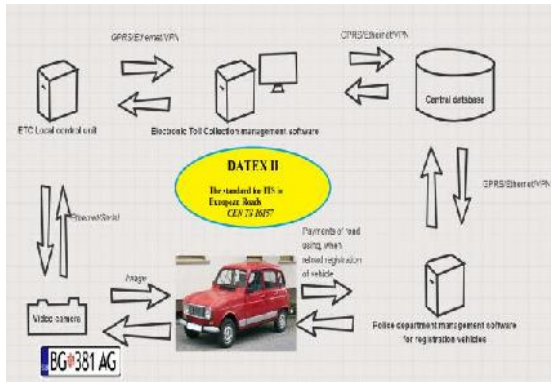 GPRS/Ethernet/VPN
GPRS/Ethernet/VPN
ETC Local control unit
Electronic Toll Collection management software
Central database
DATEX II
The standard for ITS in
European Roads
CEN TS 16157
GPRS/Ethernet/VPN
Ethernet/Serial
Image
Payments of road
using, when
reload registration
of vehicle
Video camera
Police department management software
for registration vehicles
BG 381 AG